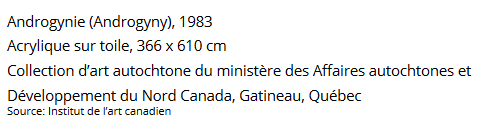 Androgynie (Androgyny), 1983
Acrylique sur toile, 366 x 610 cm
Collection d'art autochtone du ministère des Affaires autochtones et
Développement du Nord Canada, Gatineau, Québec
Source: Institut de l'art canadien